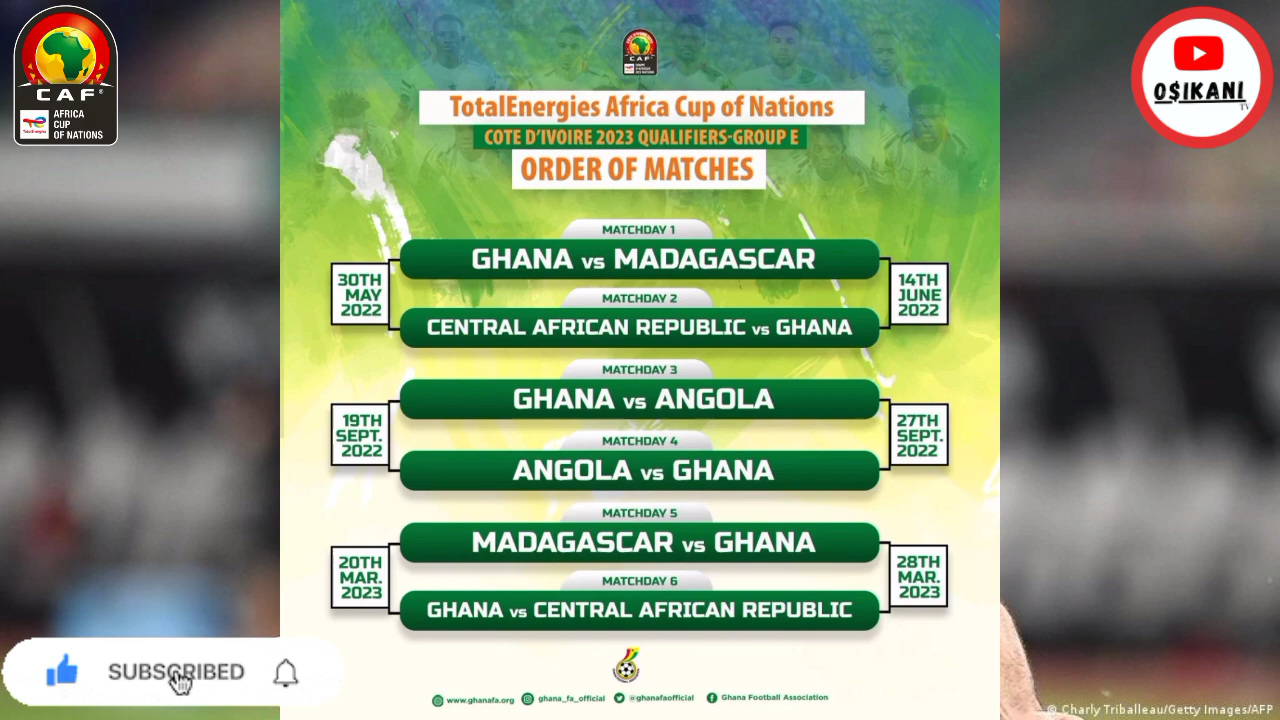 CAF
TotalEnergies
AFRICA
CUP
OF NATIONS
CAF
TotalEnergies Africa Cup of Nations
COTE D'IVOIRE 2023 QUALIFIERS-GROUP E
ORDER OF MATCHES
O$IKANI
TV
MATCHDAY 1
GHANA vs MADAGASCAR
30TH
MAY
2022
14TH
JUNE
2022
MATCHDAY 2
CENTRAL AFRICAN REPUBLIC vs GHANA
MATCHDAY 3
GHANA vs ANGOLA
19TH
SEPT.
2022
27TH
SEPT.
2022
MATCHDAY 4
ANGOLA vs GHANA
MATCHDAY 5
MADAGASCAR vs GHANA
20TH
MAR.
2023
28TH
MAR.
2023
MATCHDAY 6
GHANA vs CENTRAL AFRICAN REPUBLIC
SUBSCRIBED
www.ghanafa.org ghana_fa_official @ghanafaofficial Ghana Football Association
© Charly Triballeau/Getty Images/AFP